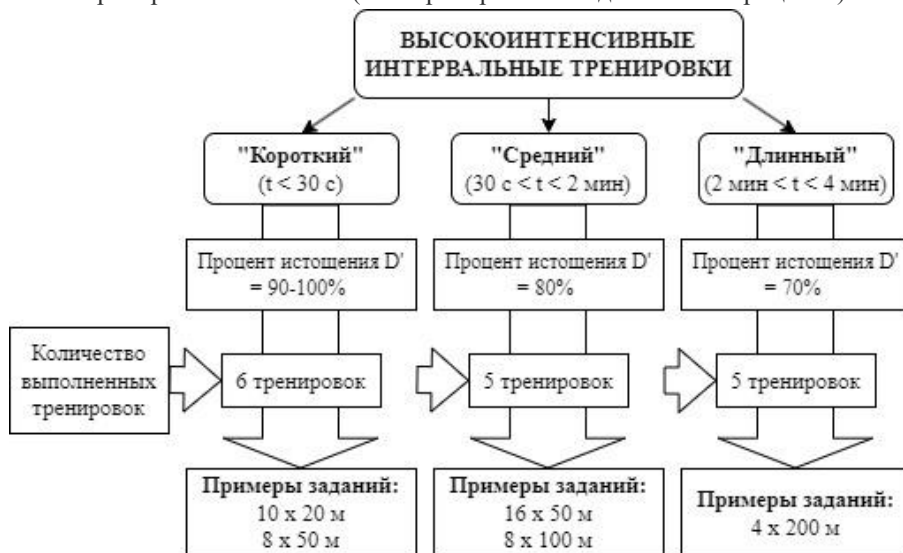 ВЫСОКОИНТЕНСИВНЫЕ
ИНТЕРВАЛЬНЫЕ ТРЕНИРОВКИ
"Короткий"
(t < 30 с)
"Средний"
(30 с < t < 2 мин)
"Длинный"
(2 мин < t < 4 мин)
Процент истощения D'
= 90-100%
Процент истощения D'
= 80%
Процент истощения D'
= 70%
Количество
выполненных
тренировок
6 тренировок
5 тренировок
5 тренировок
Примеры заданий:
10 x 20 м
8 x 50 м
Примеры заданий:
16 x 50 м
8 x 100 м
Примеры заданий:
4 x 200 м